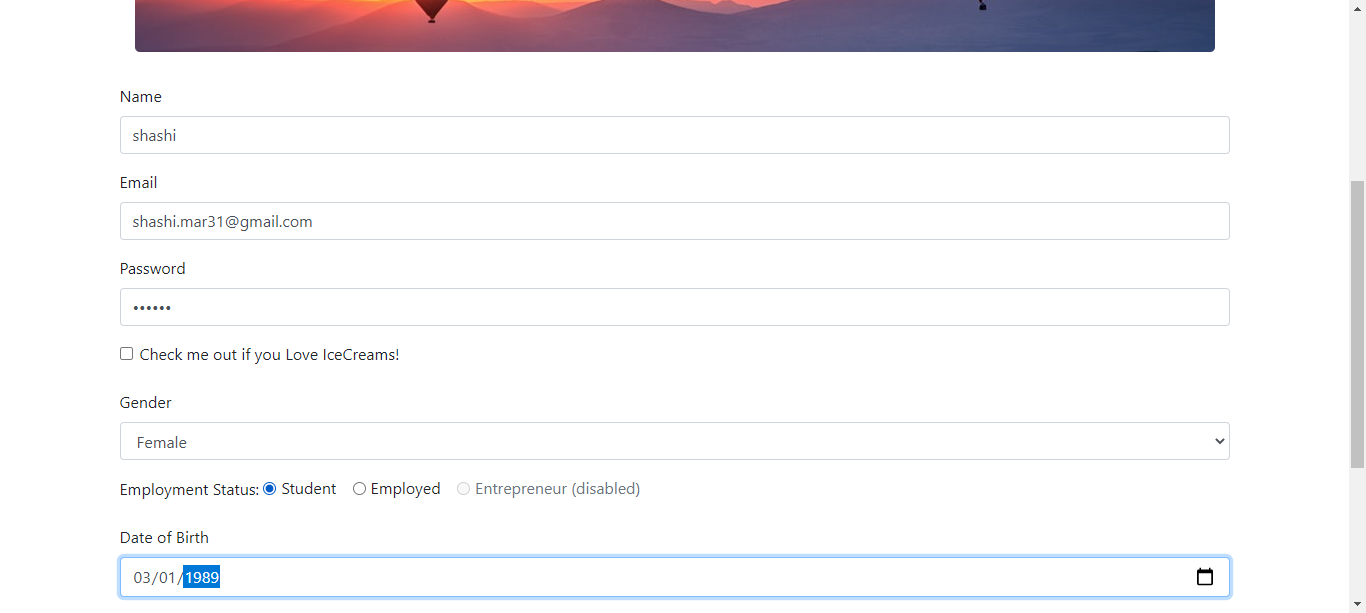 Name
shashi
Email
shashi.mar31@gmail.com
Password
••••••
Check me out if you Love IceCreams!
Gender
Female
Employment Status: Student Employed Entrepreneur (disabled)
Date of Birth
03/01/1989